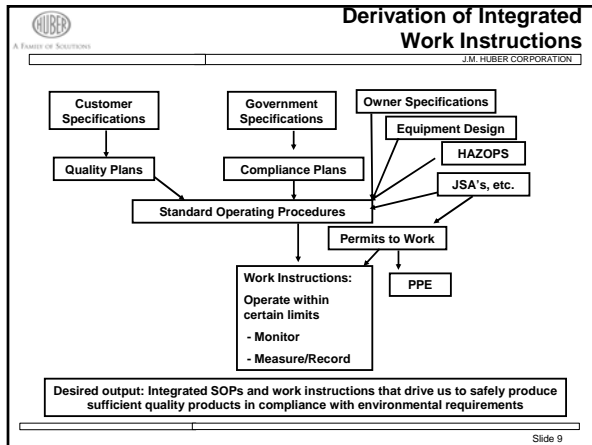 HUBER
A FAMILY OF SOLUTIONS
Derivation of Integrated
Work Instructions
J.M. HUBER CORPORATION
Customer
Specifications
Government
Specifications
Owner Specifications
Equipment Design
HAZOPS
JSA's, etc.
Quality Plans
Compliance Plans
Standard Operating Procedures
Permits to Work
PPE
Work Instructions:
Operate within
certain limits
- Monitor
- Measure/Record
Desired output: Integrated SOPs and work instructions that drive us to safely produce
sufficient quality products in compliance with environmental requirements
Slide 9